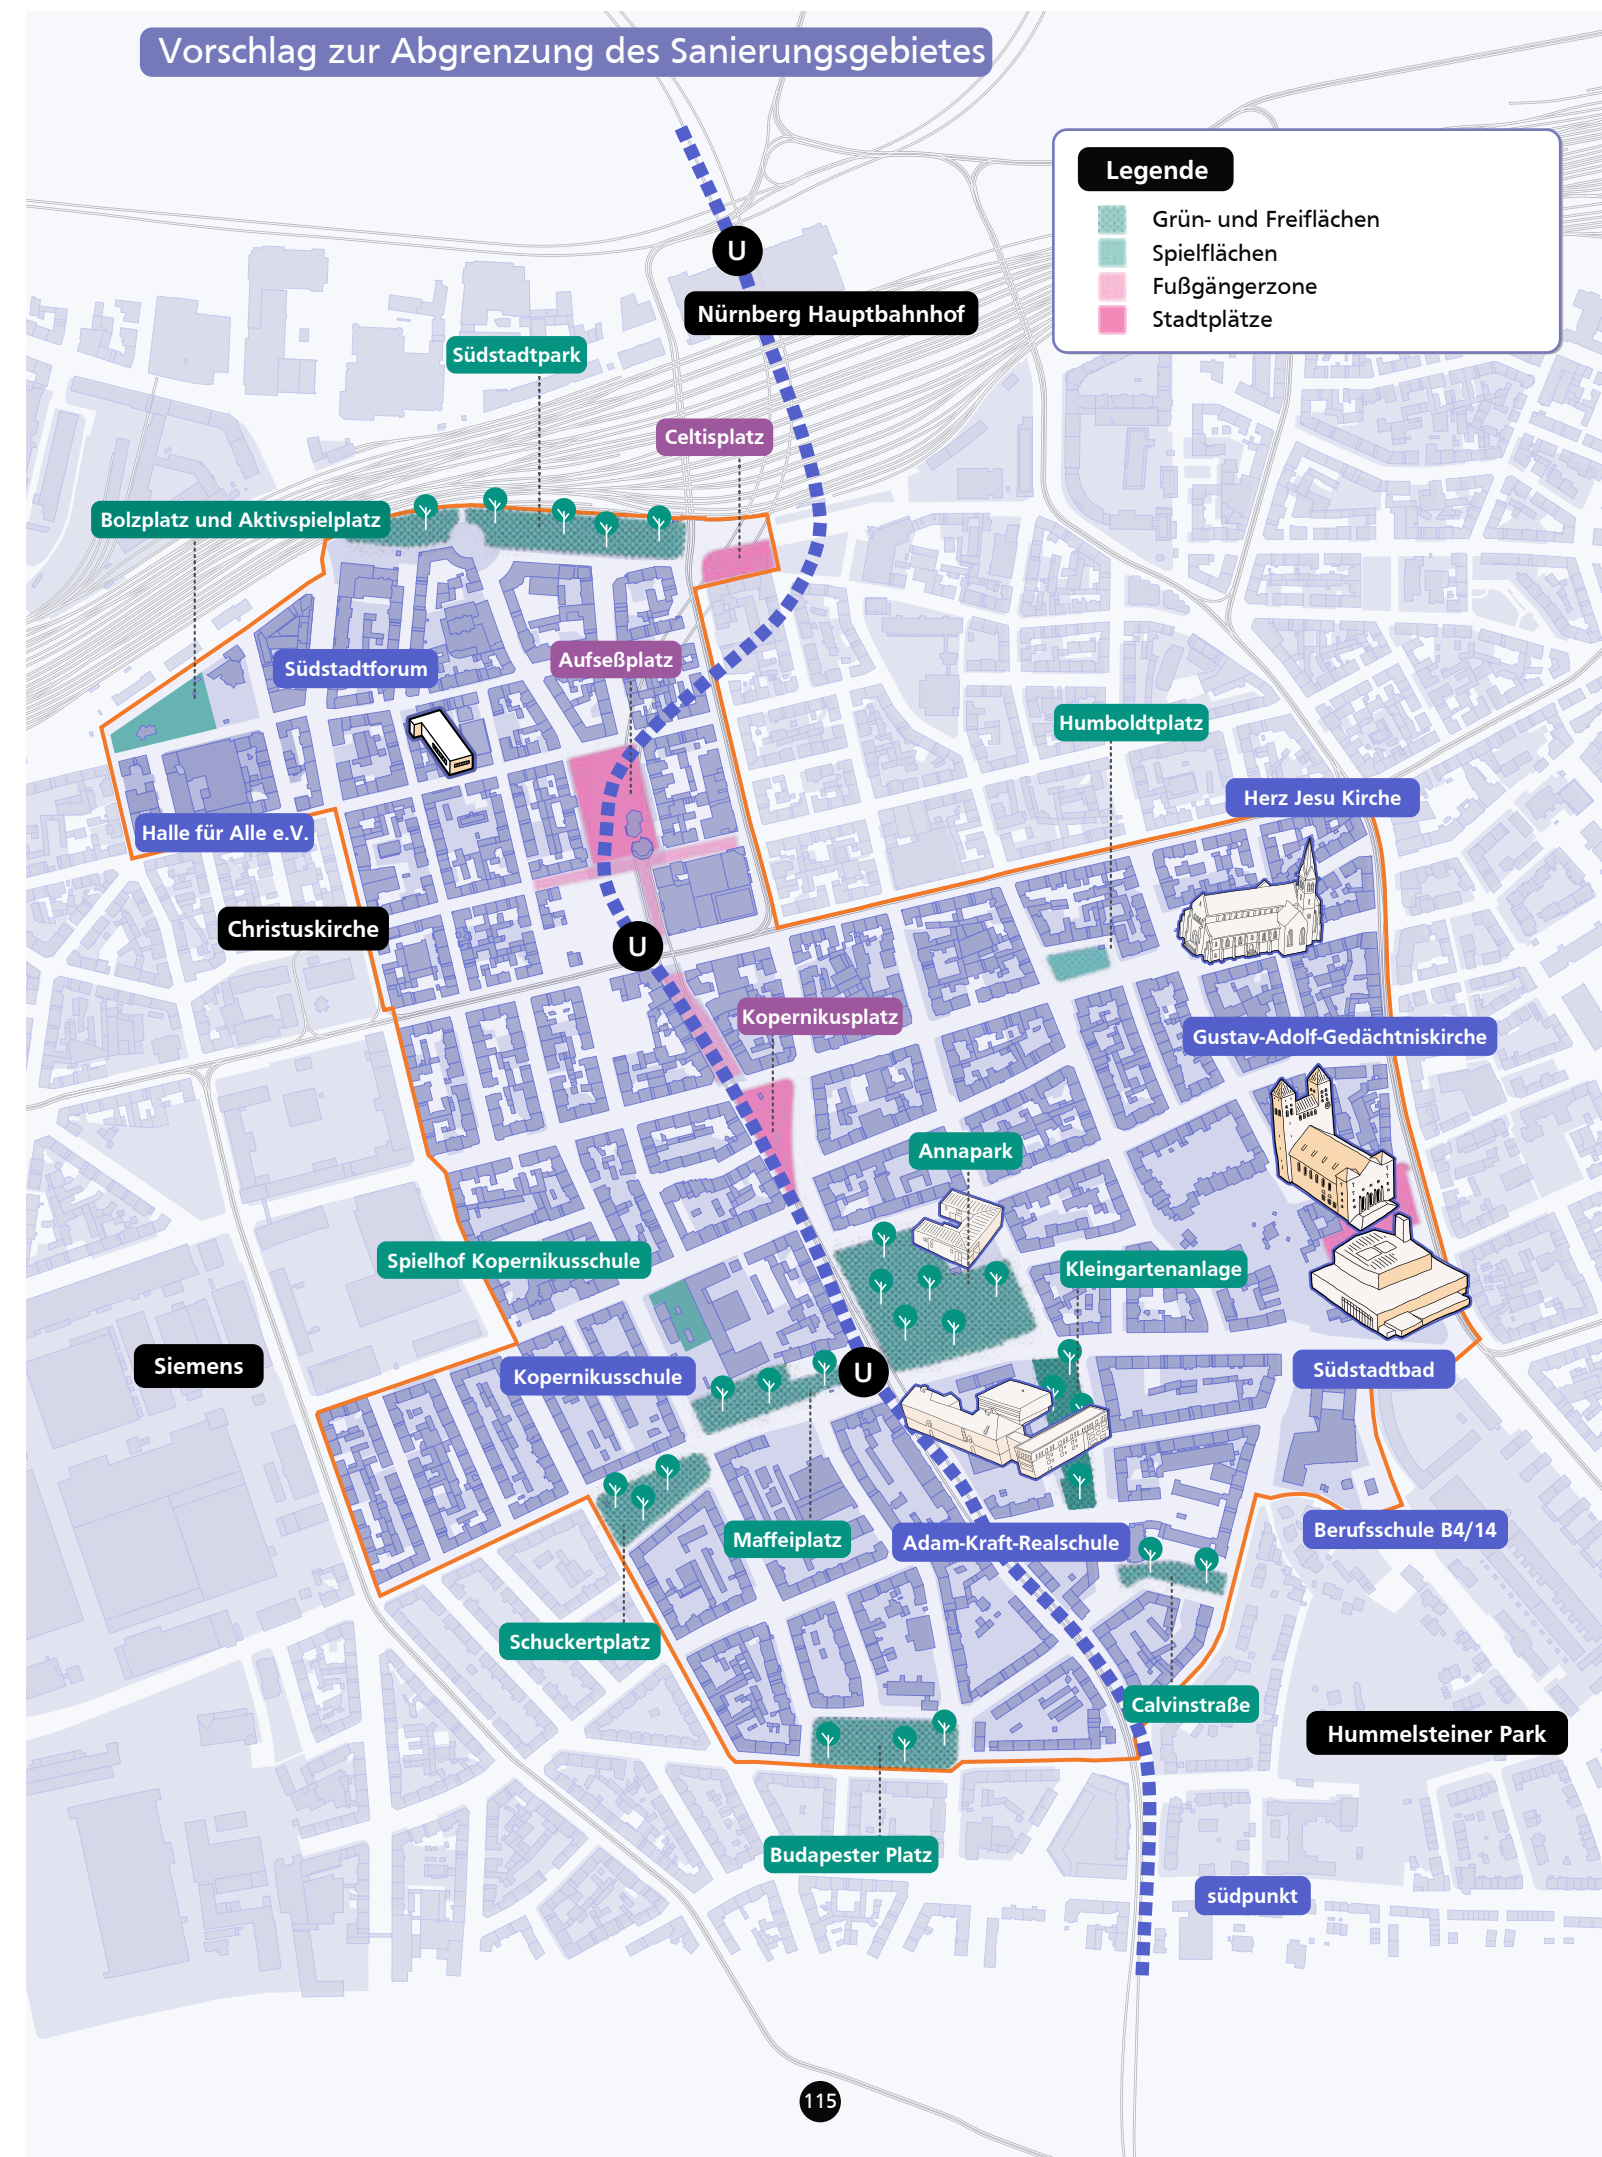 Vorschlag zur Abgrenzung des Sanierungsgebietes
Legende
Grün- und Freiflächen
Spielflächen
Fußgängerzone
Stadtplätze
U
Nürnberg Hauptbahnhof
Südstadtpark
Celtisplatz
Bolzplatz und Aktivspielplatz
Südstadtforum
Aufseßplatz
Humboldtplatz
Herz Jesu Kirche
Halle für Alle e.V.
Christuskirche
U
Kopernikusplatz
Gustav-Adolf-Gedächtniskirche
Annapark
Spielhof Kopernikusschule
Kleingartenanlage
Siemens
Kopernikusschule
U
Südstadtbad
Maffeiplatz
Adam-Kraft-Realschule
Berufsschule B4/14
Schuckertplatz
Calvinstraße
Hummelsteiner Park
Budapester Platz
südpunkt
115